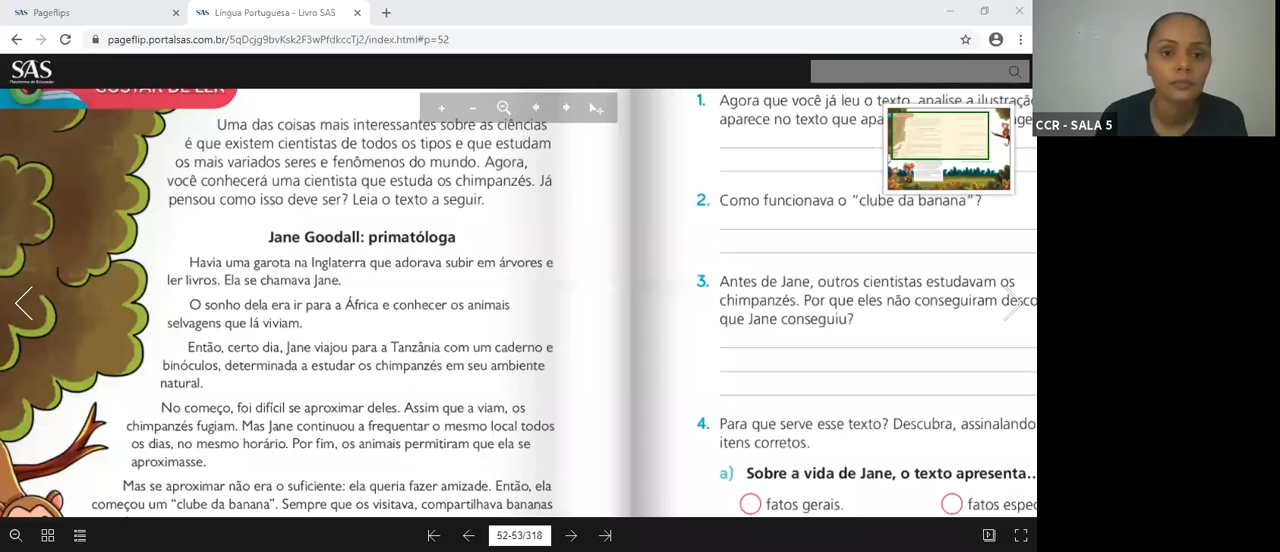 SAS Pageflips
SAS Língua Portuguesa - Livro SAS
pageflip.portalsas.com.br/5qDcjg9bvKsk2F3wPfdkccTj2/index.html#p=52
SAS
Plataforma de Educação
GOSTAR DE LER
Uma das coisas mais interessantes sobre as ciências
é que existem cientistas de todos os tipos e que estudam
os mais variados seres e fenômenos do mundo. Agora,
você conhecerá uma cientista que estuda os chimpanzés. Já
pensou como isso deve ser? Leia o texto a seguir.
Jane Goodall: primatóloga
Havia uma garota na Inglaterra que adorava subir em árvores e
ler livros. Ela se chamava Jane.
O sonho dela era ir para a África e conhecer os animais
selvagens que lá viviam.
Então, certo dia, Jane viajou para a Tanzânia com um caderno e
binóculos, determinada a estudar os chimpanzés em seu ambiente
natural.
No começo, foi difícil se aproximar deles. Assim que a viam, os
chimpanzés fugiam. Mas Jane continuou a frequentar o mesmo local todos
os dias, no mesmo horário. Por fim, os animais permitiram que ela se
aproximasse.
Mas se aproximar não era o suficiente: ela queria fazer amizade. Então, ela
começou um “clube da banana”. Sempre que os visitava, compartilhava bananas
1. Agora que você já leu o texto, analise a ilustraçã
aparece no texto que apa
2. Como funcionava o “clube da banana”?
3. Antes de Jane, outros cientistas estudavam os
chimpanzés. Por que eles não conseguiram desco
que Jane conseguiu?
4. Para que serve esse texto? Descubra, assinalando
itens corretos.
a) Sobre a vida de Jane, o texto apresenta...
fatos gerais. fatos espec
52-53/318
CCR - SALA 5